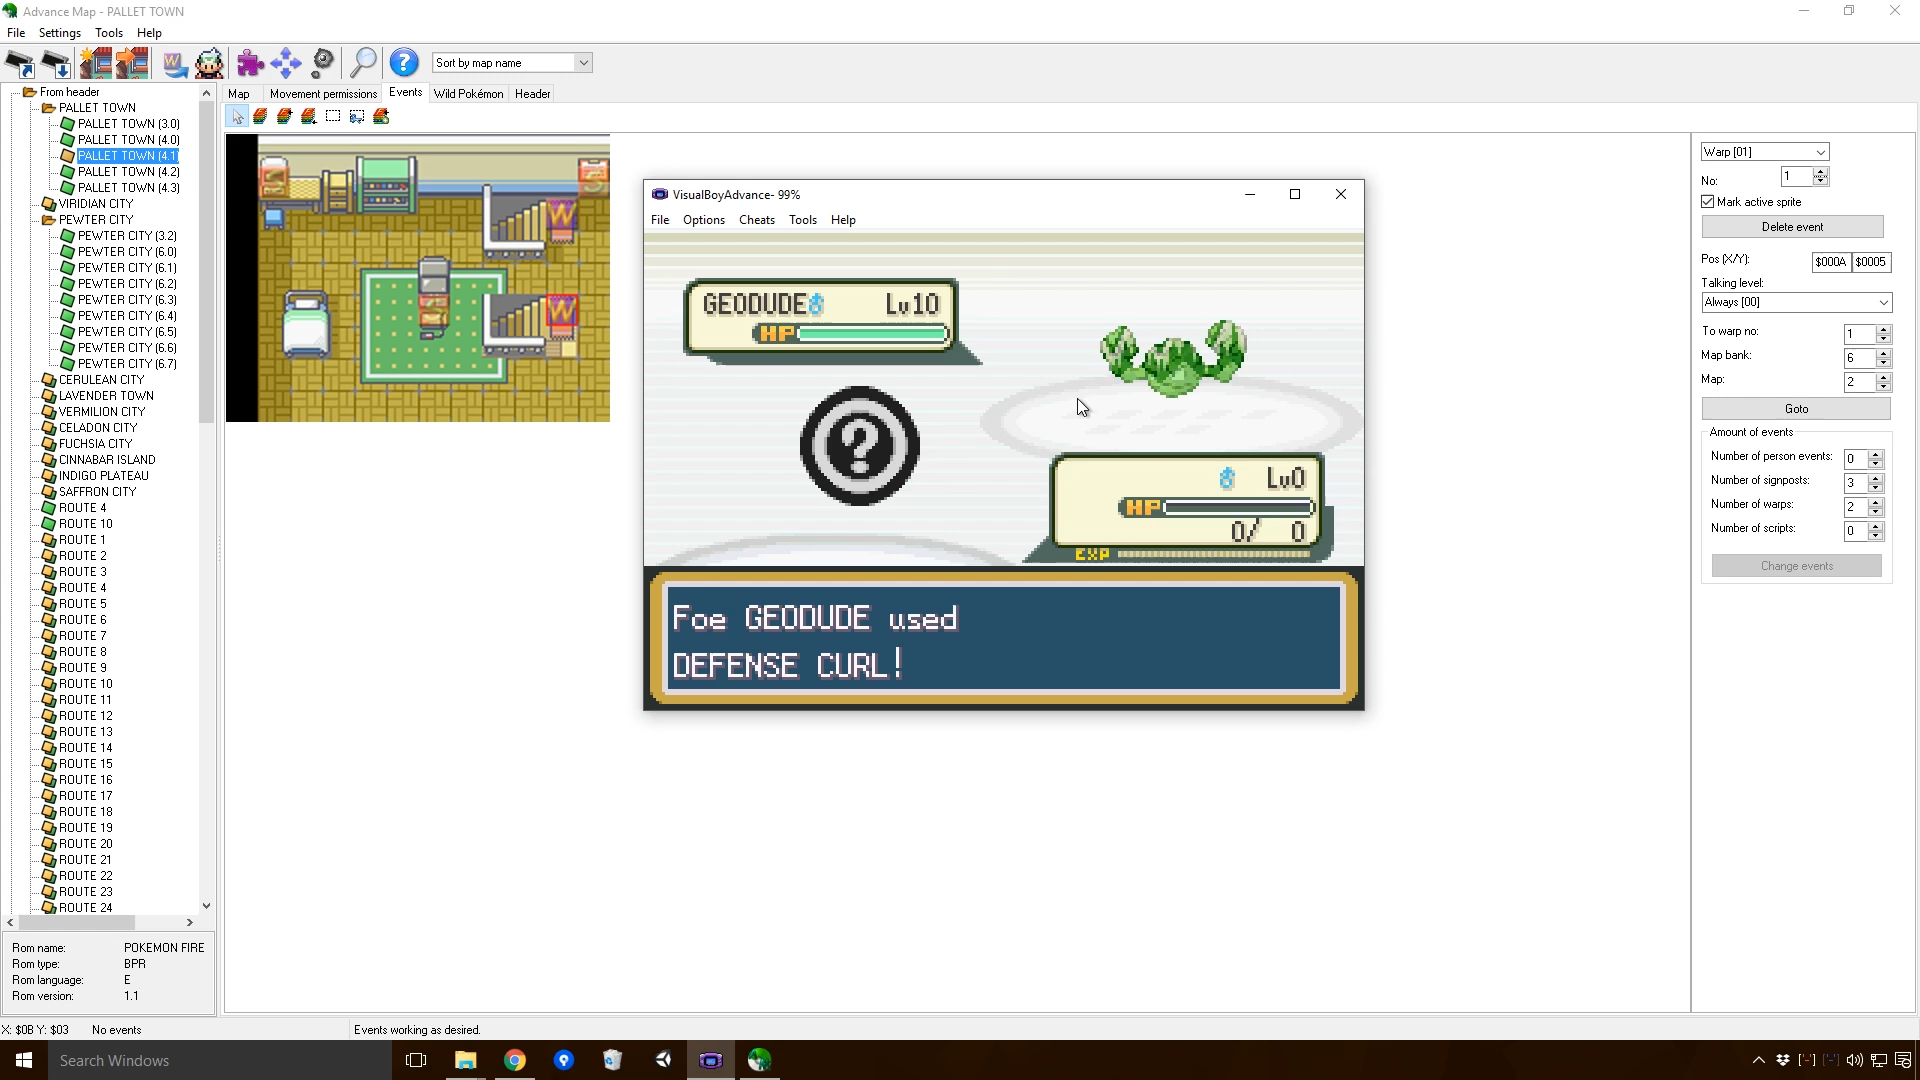 Advance Map - PALLET TOWN
File Settings Tools Help
Sort by map name
From header
PALLET TOWN
PALLET TOWN (3.0)
PALLET TOWN (4.0)
PALLET TOWN (4.1)
PALLET TOWN (4.2)
PALLET TOWN (4.3)
VIRIDIAN CITY
PEWTER CITY
PEWTER CITY (3.2)
PEWTER CITY (6.0)
PEWTER CITY (6.1)
PEWTER CITY (6.2)
PEWTER CITY (6.3)
PEWTER CITY (6.4)
PEWTER CITY (6.5)
PEWTER CITY (6.6)
PEWTER CITY (6.7)
CERULEAN CITY
LAVENDER TOWN
VERMILION CITY
CELADON CITY
FUCHSIA CITY
CINNABAR ISLAND
INDIGO PLATEAU
SAFFRON CITY
ROUTE 4
ROUTE 10
ROUTE 1
ROUTE 2
ROUTE 3
ROUTE 4
ROUTE 5
ROUTE 6
ROUTE 7
ROUTE 8
ROUTE 9
ROUTE 10
ROUTE 11
ROUTE 12
ROUTE 13
ROUTE 14
ROUTE 15
ROUTE 16
ROUTE 17
ROUTE 18
ROUTE 19
ROUTE 20
ROUTE 21
ROUTE 22
ROUTE 23
ROUTE 24
Rom name: POKEMON FIRE
Rom type: BPR
Rom language: E
Rom version: 1.1
Map Movement permissions Events Wild Pokémon Header
S
S
W
S
W
VisualBoyAdvance- 99%
File Options Cheats Tools Help
GEODUDE♂ Lv10
HP
?
♂ Lv0
HP
0/ 0
EXP
Foe GEODUDE used
DEFENSE CURL!
Warp [01]
No: 1
Mark active sprite
Delete event
Pos (X/Y): $000A $0005
Talking level:
Always [00]
To warp no: 1
Map bank: 6
Map: 2
Goto
Amount of events
Number of person events: 0
Number of signposts: 3
Number of warps: 2
Number of scripts: 0
Change events
X: $0B Y: $03 No events
Events working as desired.
Search Windows